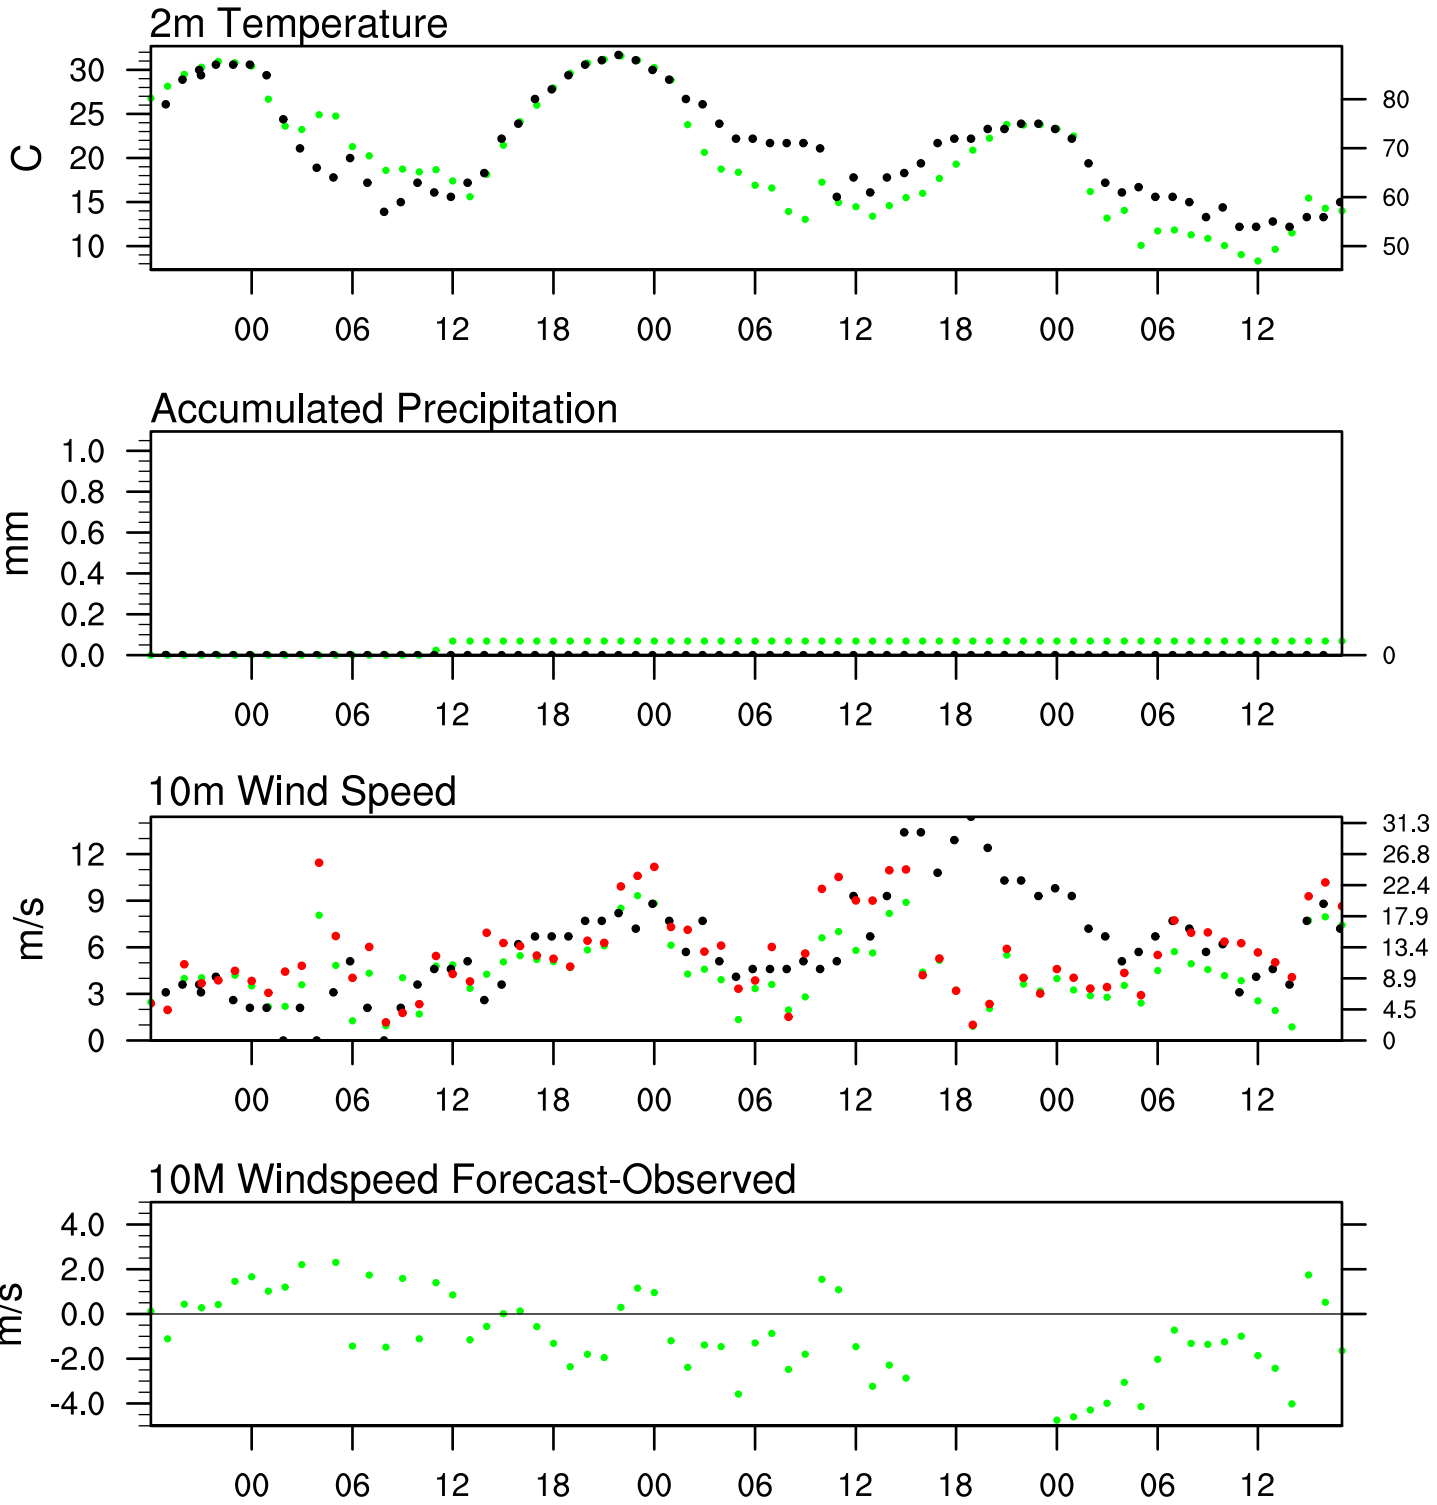 2m Temperature
C
30
25
20
15
10
80
70
60
50
00 06 12 18 00 06 12 18 00 06 12
Accumulated Precipitation
mm
1.0
0.8
0.6
0.4
0.2
0.0
0
00 06 12 18 00 06 12 18 00 06 12
10m Wind Speed
m/s
12
9
6
3
0
31.3
26.8
22.4
17.9
13.4
8.9
4.5
0
00 06 12 18 00 06 12 18 00 06 12
10M Windspeed Forecast-Observed
m/s
4.0
2.0
0.0
-2.0
-4.0
00 06 12 18 00 06 12 18 00 06 12